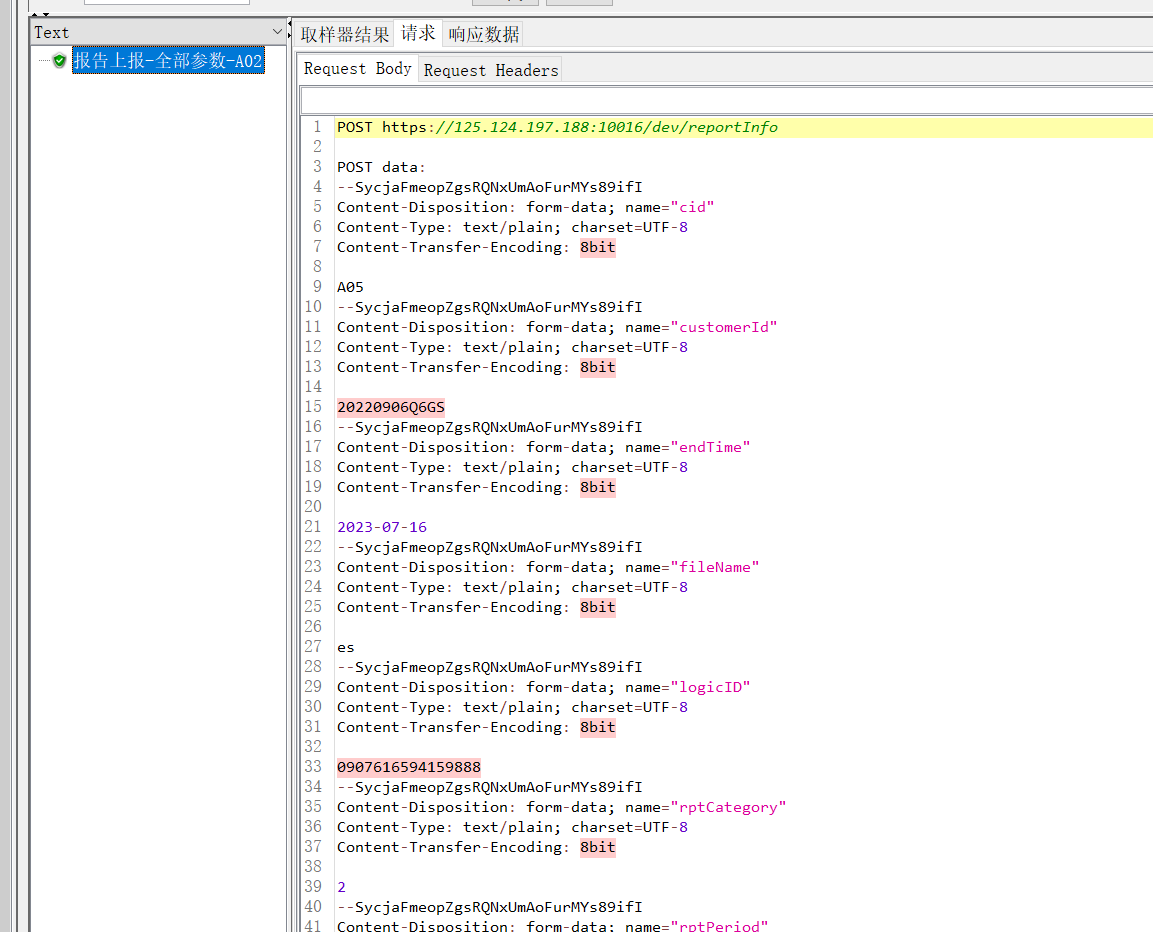 Text
报告上报-全部参数-A02
取样器结果 请求 响应数据
Request Body Request Headers
1 POST https://125.124.197.188:10016/dev/reportInfo
2
3 POST data:
4 --SycjaFmeopZgsRQNxUmAoFurMYs89ifI
5 Content-Disposition: form-data; name="cid"
6 Content-Type: text/plain; charset=UTF-8
7 Content-Transfer-Encoding: 8bit
8
9 A05
10 --SycjaFmeopZgsRQNxUmAoFurMYs89ifI
11 Content-Disposition: form-data; name="customerId"
12 Content-Type: text/plain; charset=UTF-8
13 Content-Transfer-Encoding: 8bit
14
15 20220906Q6GS
16 --SycjaFmeopZgsRQNxUmAoFurMYs89ifI
17 Content-Disposition: form-data; name="endTime"
18 Content-Type: text/plain; charset=UTF-8
19 Content-Transfer-Encoding: 8bit
20
21 2023-07-16
22 --SycjaFmeopZgsRQNxUmAoFurMYs89ifI
23 Content-Disposition: form-data; name="fileName"
24 Content-Type: text/plain; charset=UTF-8
25 Content-Transfer-Encoding: 8bit
26
27 es
28 --SycjaFmeopZgsRQNxUmAoFurMYs89ifI
29 Content-Disposition: form-data; name="logicID"
30 Content-Type: text/plain; charset=UTF-8
31 Content-Transfer-Encoding: 8bit
32
33 0907616594159888
34 --SycjaFmeopZgsRQNxUmAoFurMYs89ifI
35 Content-Disposition: form-data; name="rptCategory"
36 Content-Type: text/plain; charset=UTF-8
37 Content-Transfer-Encoding: 8bit
38
39 2
40 --SycjaFmeopZgsRQNxUmAoFurMYs89ifI
41 Content-Disposition: form-data; name="rptPeriod"